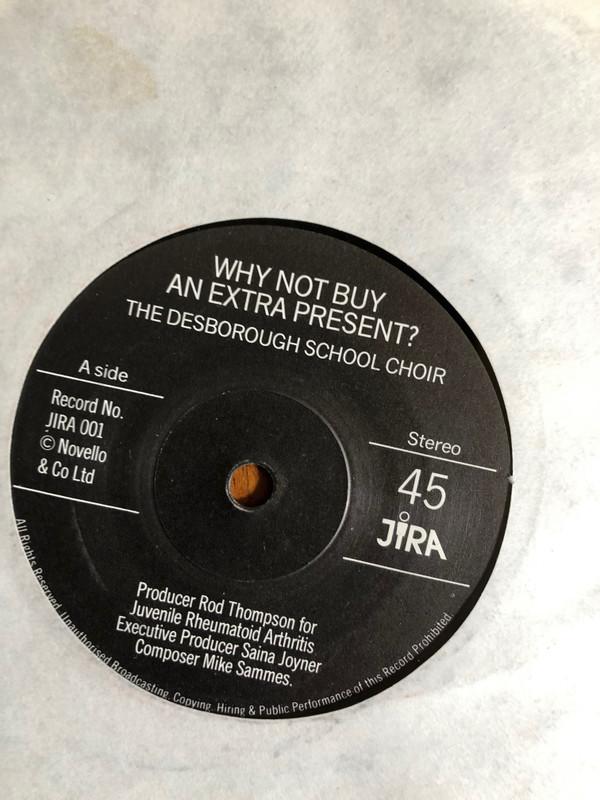 WHY NOT BUY
AN EXTRA PRESENT?
THE DESBOROUGH SCHOOL CHOIR
A side
Record No.
JIRA 001
© Novello
& Co Ltd
Stereo
45
JIRA
Producer Rod Thompson for
Juvenile Rheumatoid Arthritis
Executive Producer Saina Joyner
Composer Mike Sammes.
All Rights Reserved. Unauthorised Broadcasting. Copying. Hiring & Public Performance of this Record Prohibited.